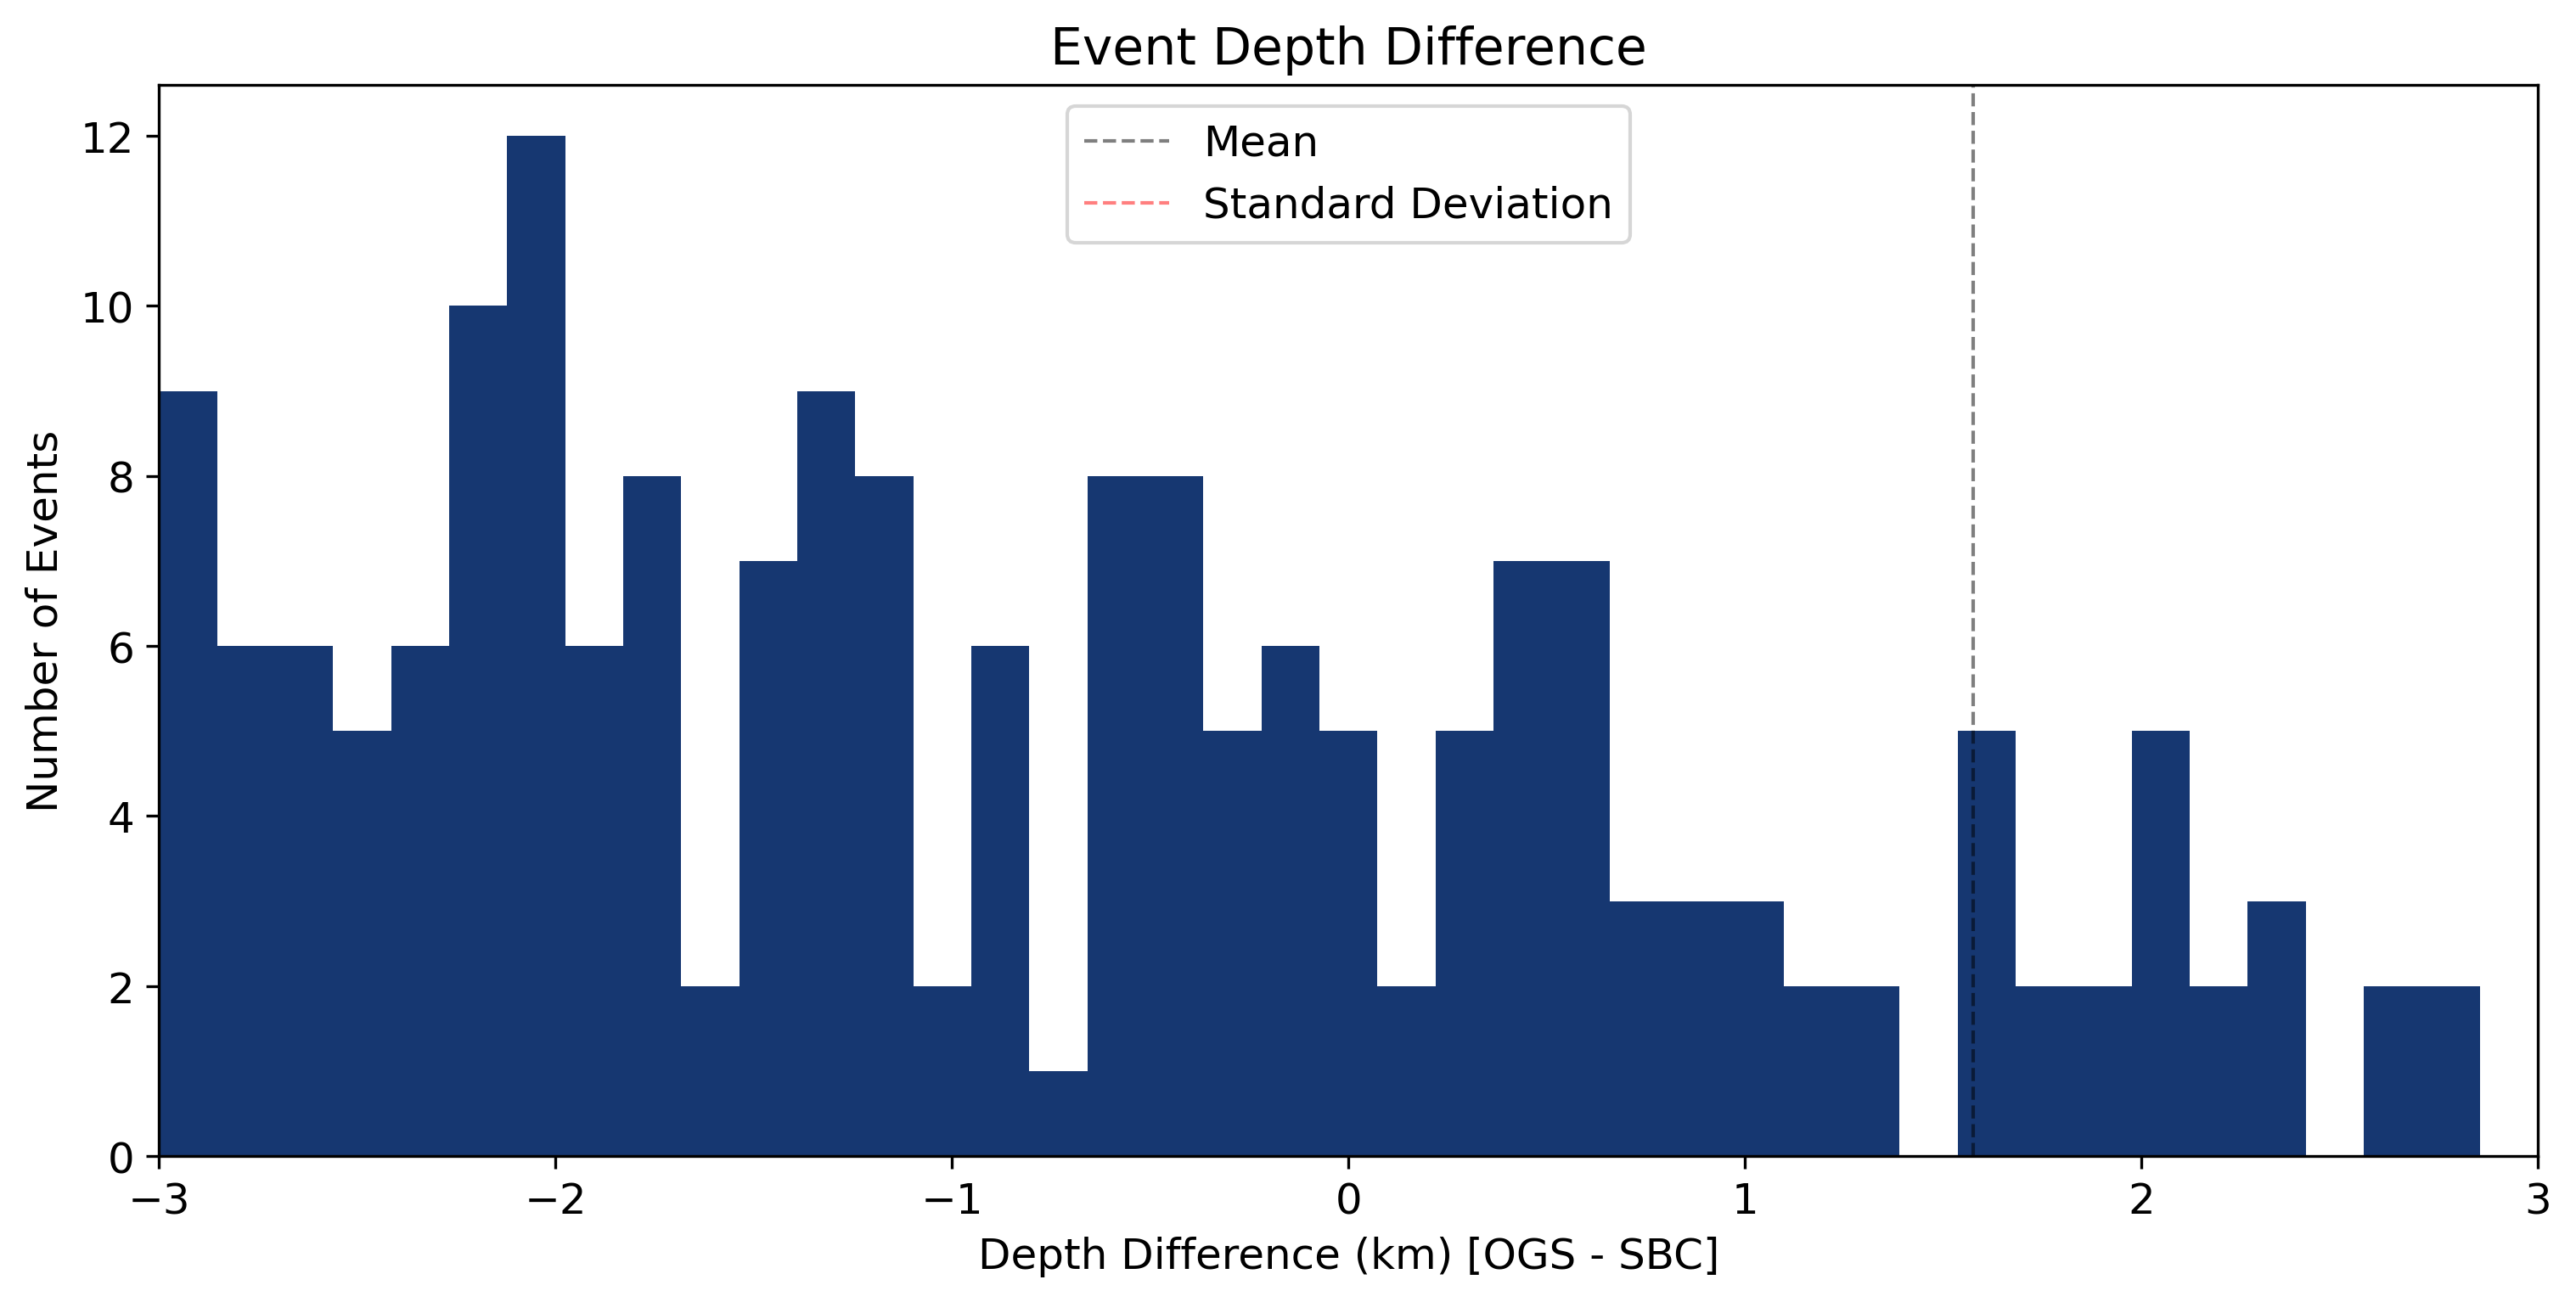 Event Depth Difference
Mean
Standard Deviation
Number of Events
12
10
8
6
4
2
0
−3
−2
−1
0
1
2
3
Depth Difference (km) [OGS - SBC]